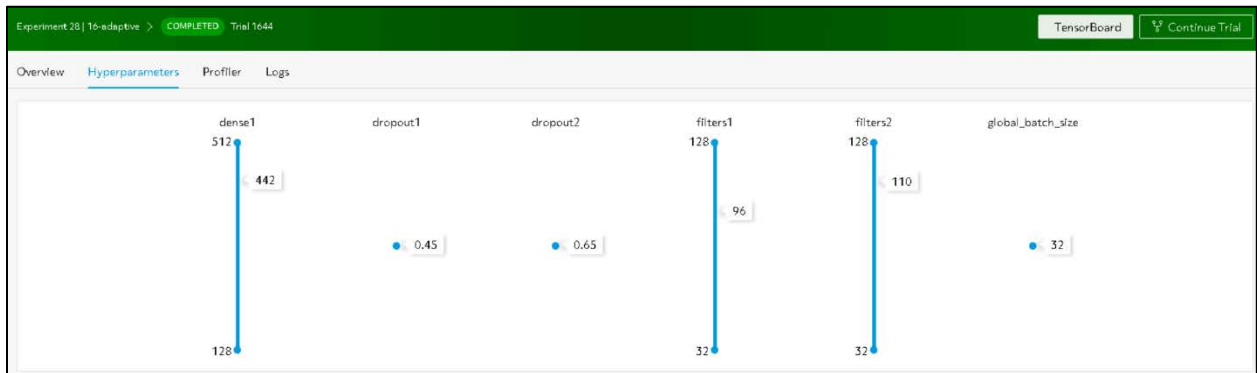 Experiment 28 | 16-adaptive > COMPLETED Trial 1644
TensorBoard Continue Trial
Overview Hyperparameters Profiler Logs
dense1 dropout1 dropout2 filters1 filters2 global_batch_size
512 128 128
442 110
96
0.45 0.65 32
128 32 32